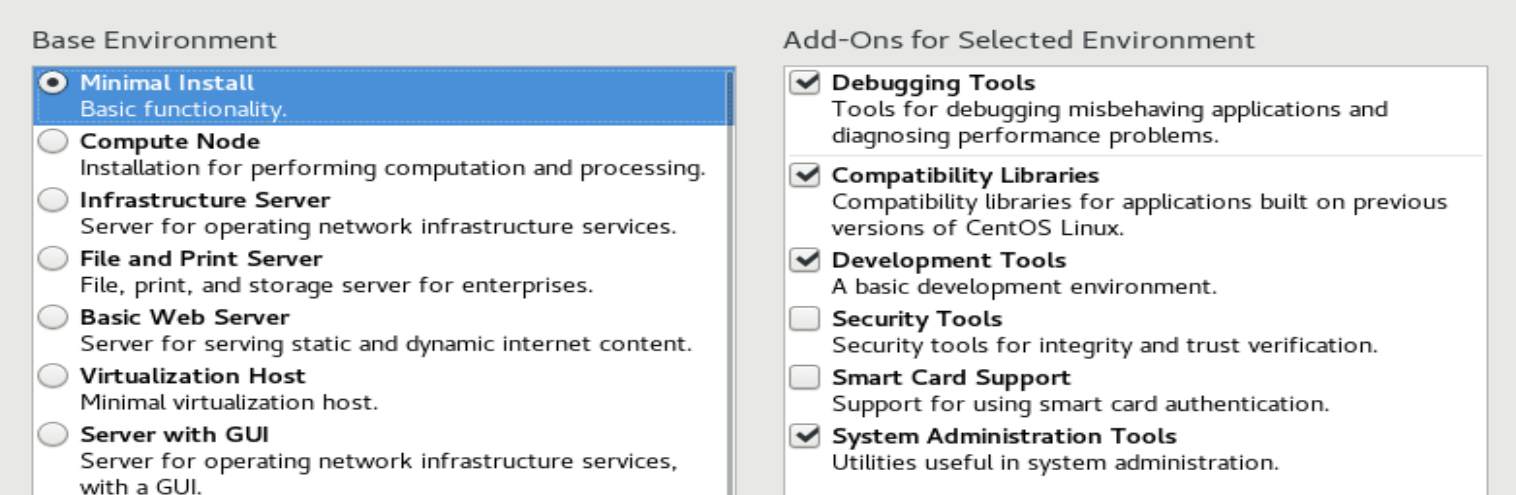 Base Environment
Minimal Install
Basic functionality.
Compute Node
Installation for performing computation and processing.
Infrastructure Server
Server for operating network infrastructure services.
File and Print Server
File, print, and storage server for enterprises.
Basic Web Server
Server for serving static and dynamic internet content.
Virtualization Host
Minimal virtualization host.
Server with GUI
Server for operating network infrastructure services,
with a GUI.
Add-Ons for Selected Environment
Debugging Tools
Tools for debugging misbehaving applications and
diagnosing performance problems.
Compatibility Libraries
Compatibility libraries for applications built on previous
versions of CentOS Linux.
Development Tools
A basic development environment.
Security Tools
Security tools for integrity and trust verification.
Smart Card Support
Support for using smart card authentication.
System Administration Tools
Utilities useful in system administration.